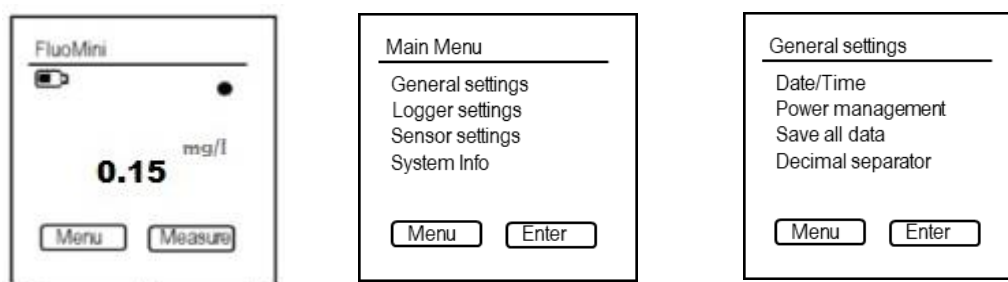 FluoMini
mg/l
0.15
Menu Measure
Main Menu
General settings
Logger settings
Sensor settings
System Info
Menu Enter
General settings
Date/Time
Power management
Save all data
Decimal separator
Menu Enter